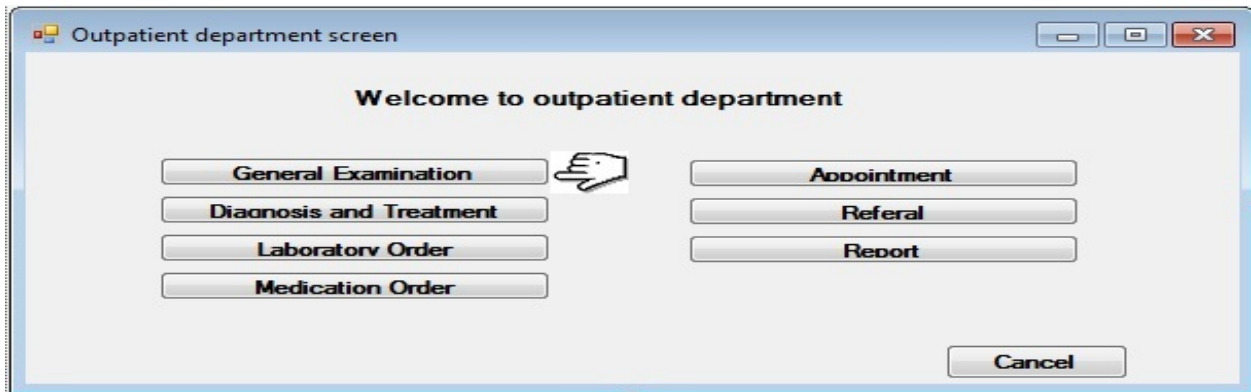 Outpatient department screen
Welcome to outpatient department
General Examination
Diagnosis and Treatment
Laboratory Order
Medication Order
Appointment
Referal
Report
Cancel